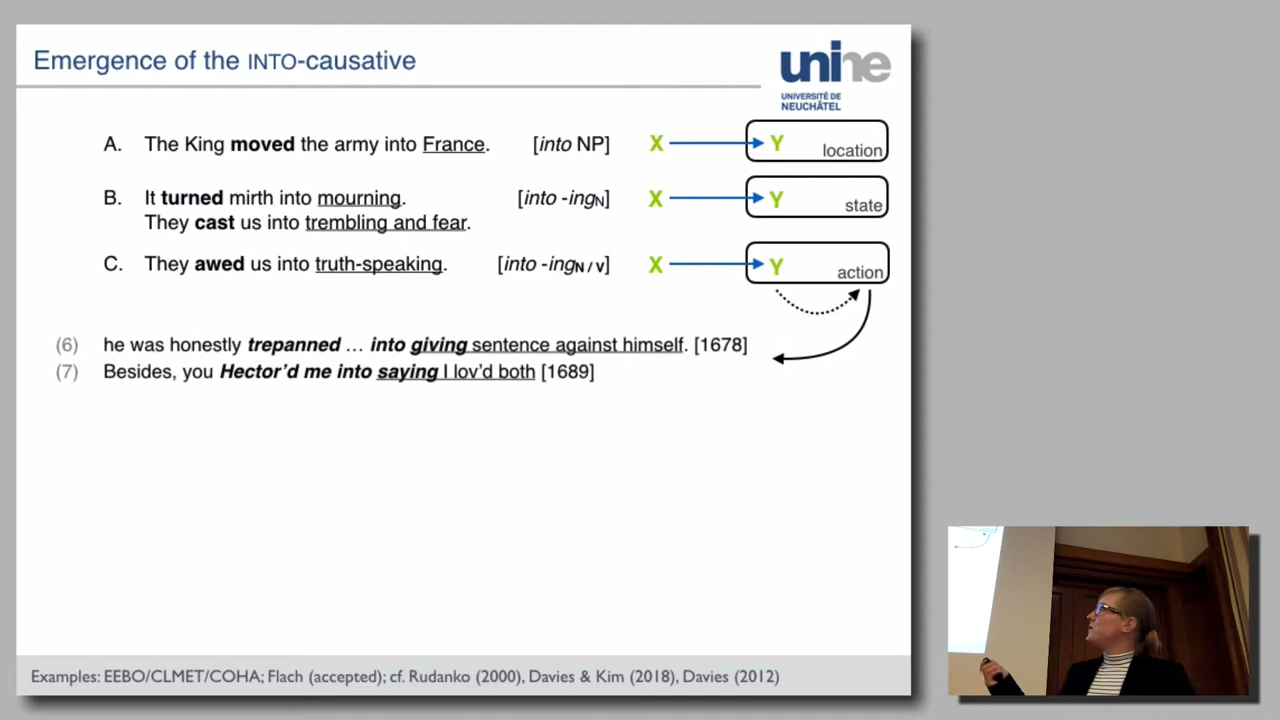 Emergence of the INTO-causative
unine
UNIVERSITÉ DE
NEUCHÂTEL
A. The King moved the army into France. [into NP] X Y location
B. It turned mirth into mourning. [into -ingN] X Y state
They cast us into trembling and fear.
C. They awed us into truth-speaking. [into -ingN / V] X Y action
(6) he was honestly trepanned … into giving sentence against himself. [1678]
(7) Besides, you Hector’d me into saying I lov’d both [1689]
Examples: EEBO/CLMET/COHA; Flach (accepted); cf. Rudanko (2000), Davies & Kim (2018), Davies (2012)